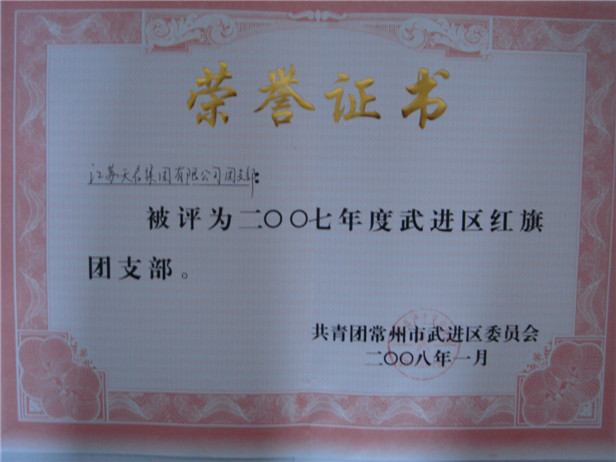 荣誉证书
江苏天启集团有限公司团支部:
被评为二〇〇七年度武进区红旗
团支部。
共青团常州市武进区委员会
二〇〇八年一月